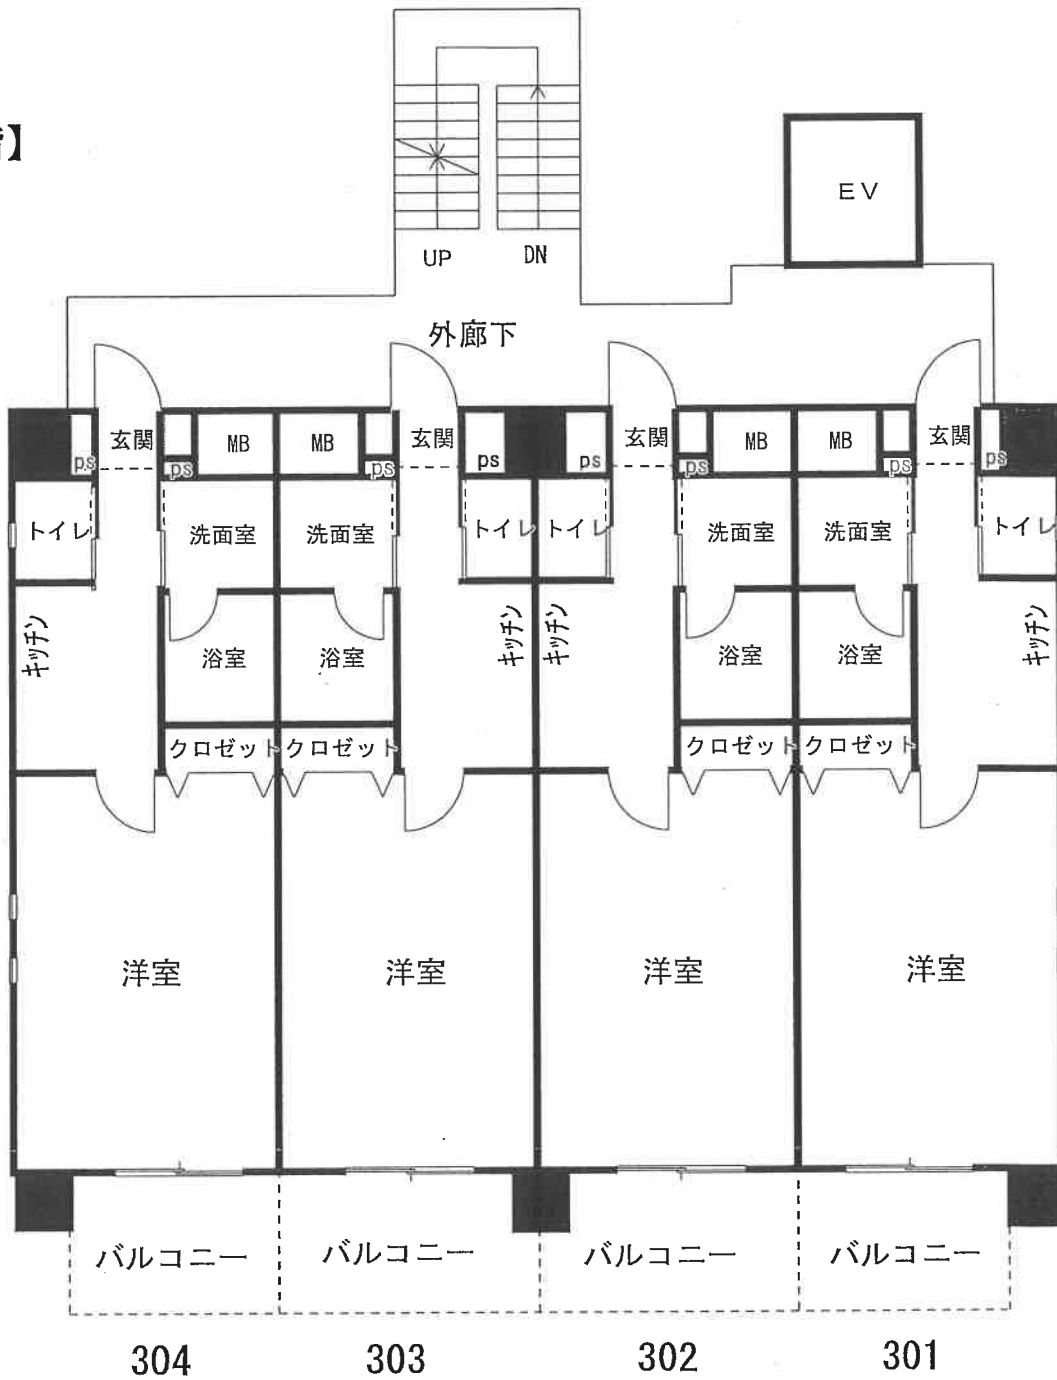 階】
EV
UP DN
外廊下
玄関 MB MB 玄関 玄関 MB MB 玄関
ps ps ps ps ps ps ps ps
トイレ 洗面室 洗面室 トイレ トイレ 洗面室 洗面室 トイレ
キッチン 浴室 浴室 キッチン キッチン 浴室 浴室 キッチン
クロゼット クロゼット クロゼット クロゼット
洋室 洋室 洋室 洋室
バルコニー バルコニー バルコニー バルコニー
304 303 302 301